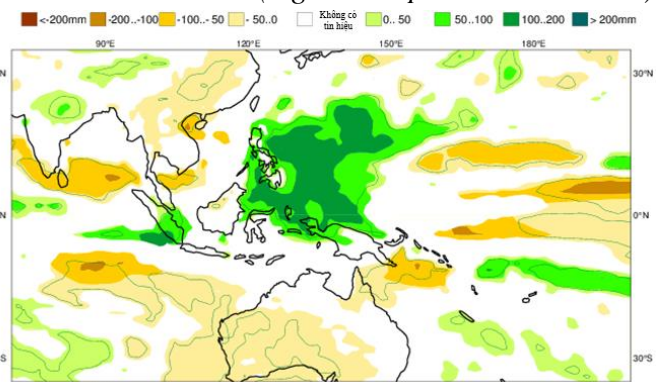 <-200mm -200..-100 -100..- 50 - 50..0 Không có tín hiệu 0.. 50 50..100 100..200 > 200mm
90°E 120°E 150°E 180°E
N 30°N
N 0°N
S 30°S